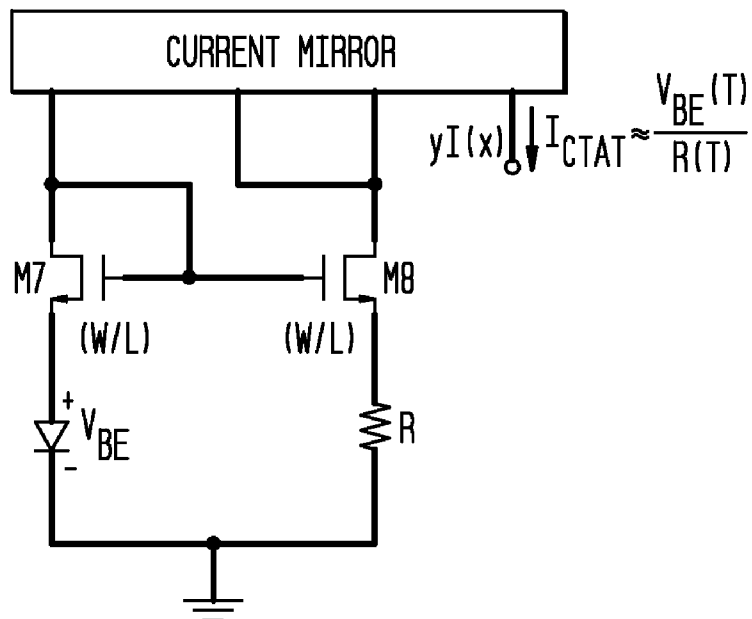 CURRENT MIRROR
yI(x)
I_CTAT ≈ V_BE(T) / R(T)
M7
M8
(W/L)
(W/L)
+
V_BE
-
R